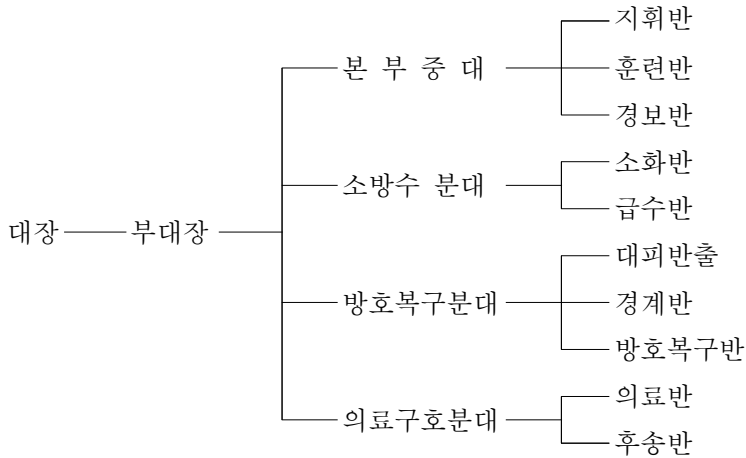 지휘반
본 부 중 대
훈련반
경보반
소화반
소방수 분대
급수반
대장
부대장
대피반출
방호복구분대
경계반
방호복구반
의료반
의료구호분대
후송반